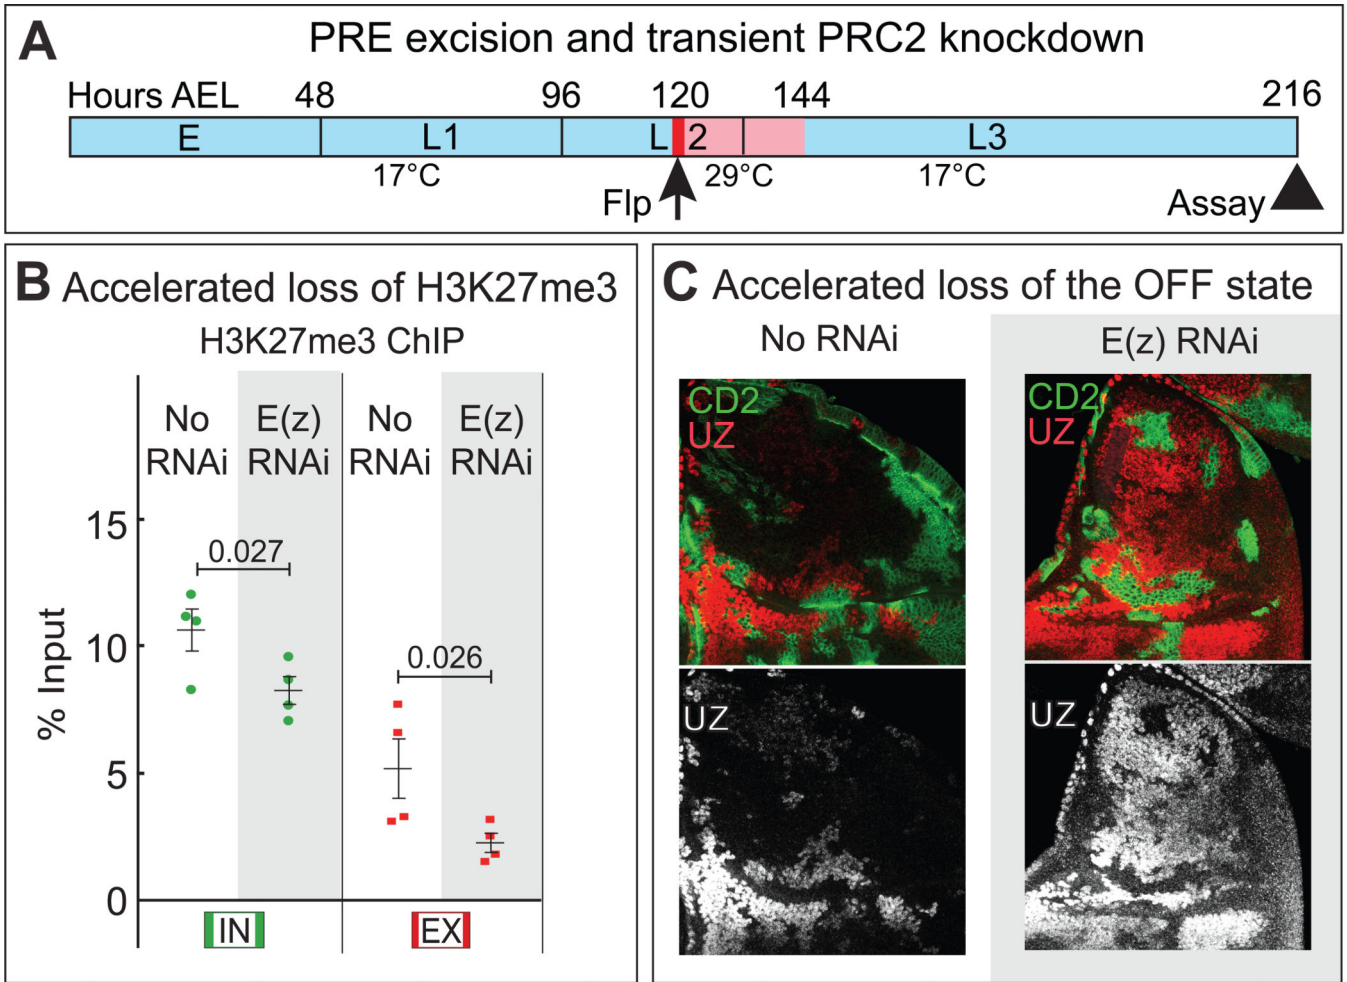 A PRE excision and transient PRC2 knockdown
Hours AEL 48 96 120 144 216
E L1 L 2 L3
17°C 29°C 17°C
Flp Assay
B Accelerated loss of H3K27me3
H3K27me3 ChIP
No RNAi E(z) RNAi No RNAi E(z) RNAi
% Input
15
10
5
0
0.027
0.026
IN EX
C Accelerated loss of the OFF state
No RNAi E(z) RNAi
CD2 CD2
UZ UZ
UZ UZ